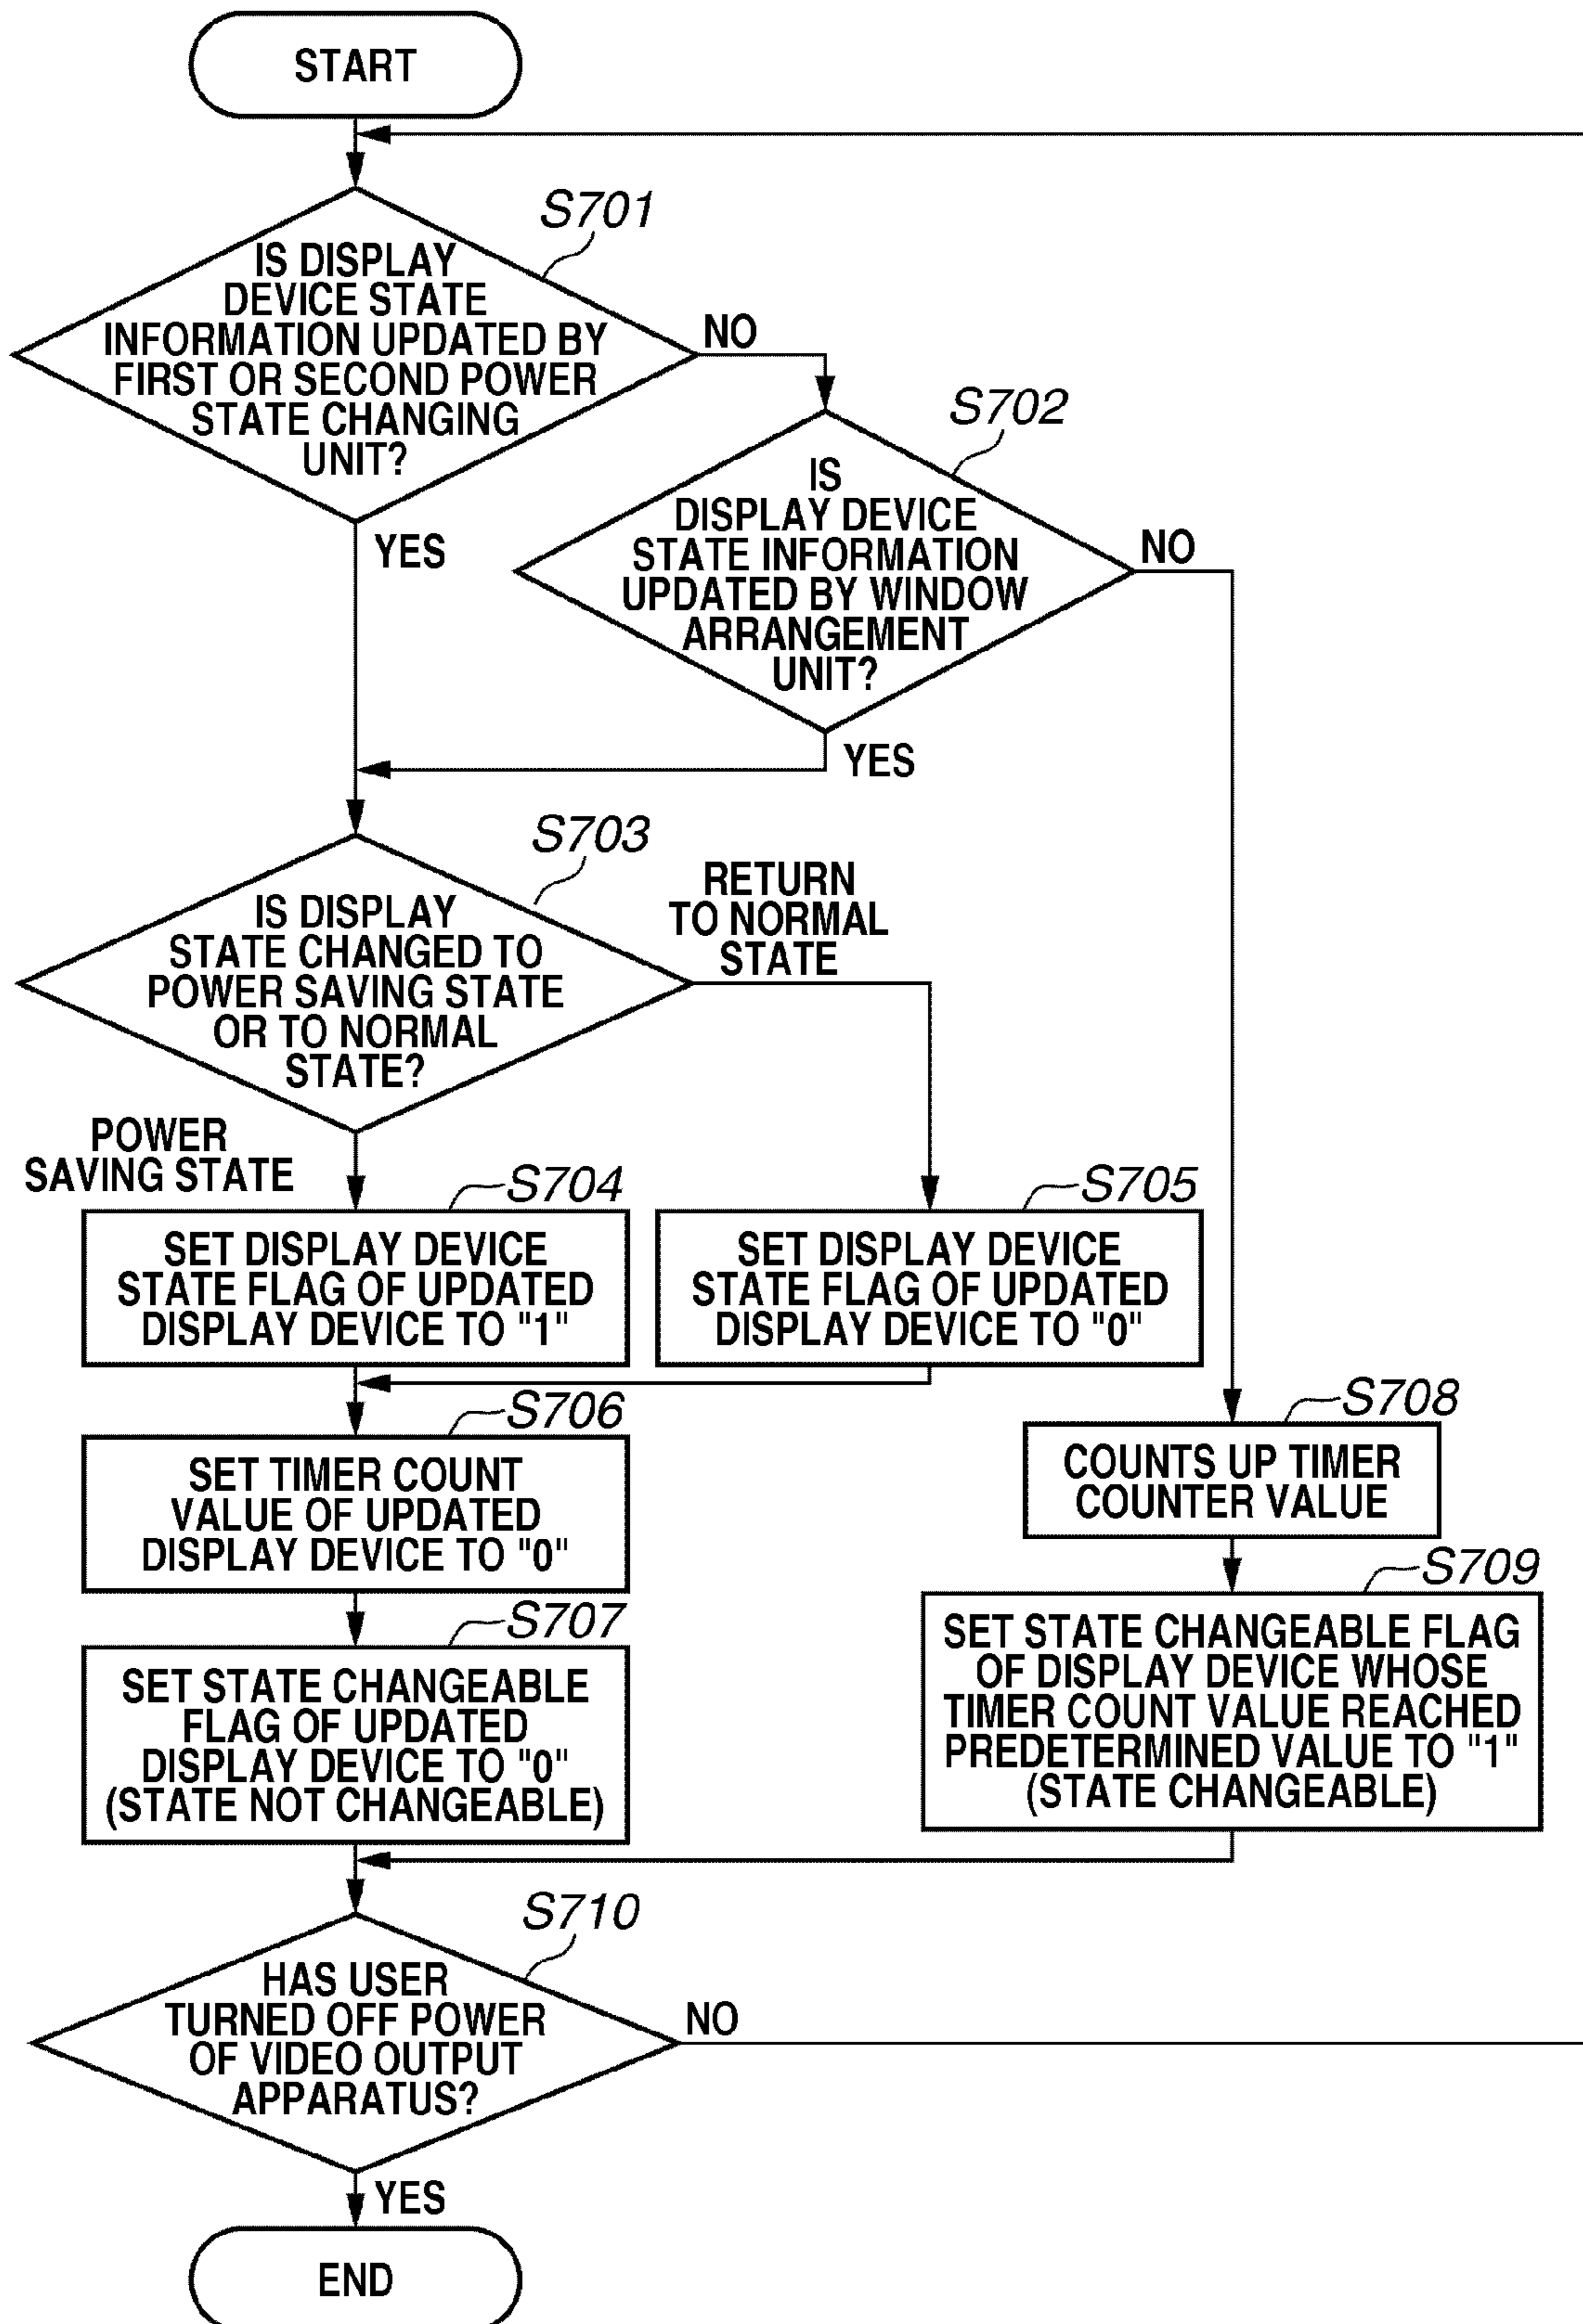 START
S701
IS DISPLAY
DEVICE STATE
INFORMATION UPDATED BY
FIRST OR SECOND POWER
STATE CHANGING
UNIT?
NO
YES
S702
IS
DISPLAY DEVICE
STATE INFORMATION
UPDATED BY WINDOW
ARRANGEMENT
UNIT?
NO
YES
S703
IS DISPLAY
STATE CHANGED TO
POWER SAVING STATE
OR TO NORMAL
STATE?
RETURN
TO NORMAL
STATE
POWER
SAVING STATE
S704
SET DISPLAY DEVICE
STATE FLAG OF UPDATED
DISPLAY DEVICE TO "1"
S705
SET DISPLAY DEVICE
STATE FLAG OF UPDATED
DISPLAY DEVICE TO "0"
S706
SET TIMER COUNT
VALUE OF UPDATED
DISPLAY DEVICE TO "0"
S708
COUNTS UP TIMER
COUNTER VALUE
S707
SET STATE CHANGEABLE
FLAG OF UPDATED
DISPLAY DEVICE TO "0"
(STATE NOT CHANGEABLE)
S709
SET STATE CHANGEABLE FLAG
OF DISPLAY DEVICE WHOSE
TIMER COUNT VALUE REACHED
PREDETERMINED VALUE TO "1"
(STATE CHANGEABLE)
S710
HAS USER
TURNED OFF POWER
OF VIDEO OUTPUT
APPARATUS?
NO
YES
END